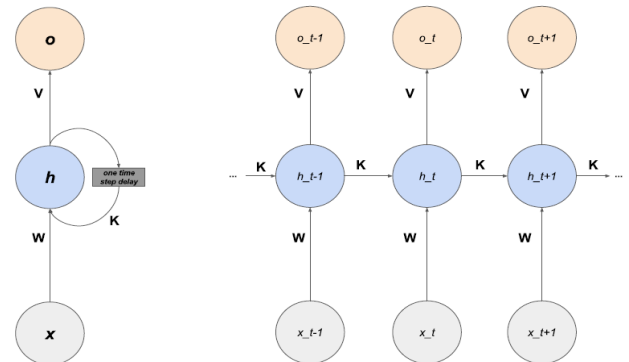 o
V
h
one time
step delay
K
W
x
o_t-1
o_t
o_t+1
V
V
V
...
K
h_t-1
K
h_t
K
h_t+1
K
...
W
W
W
x_t-1
x_t
x_t+1